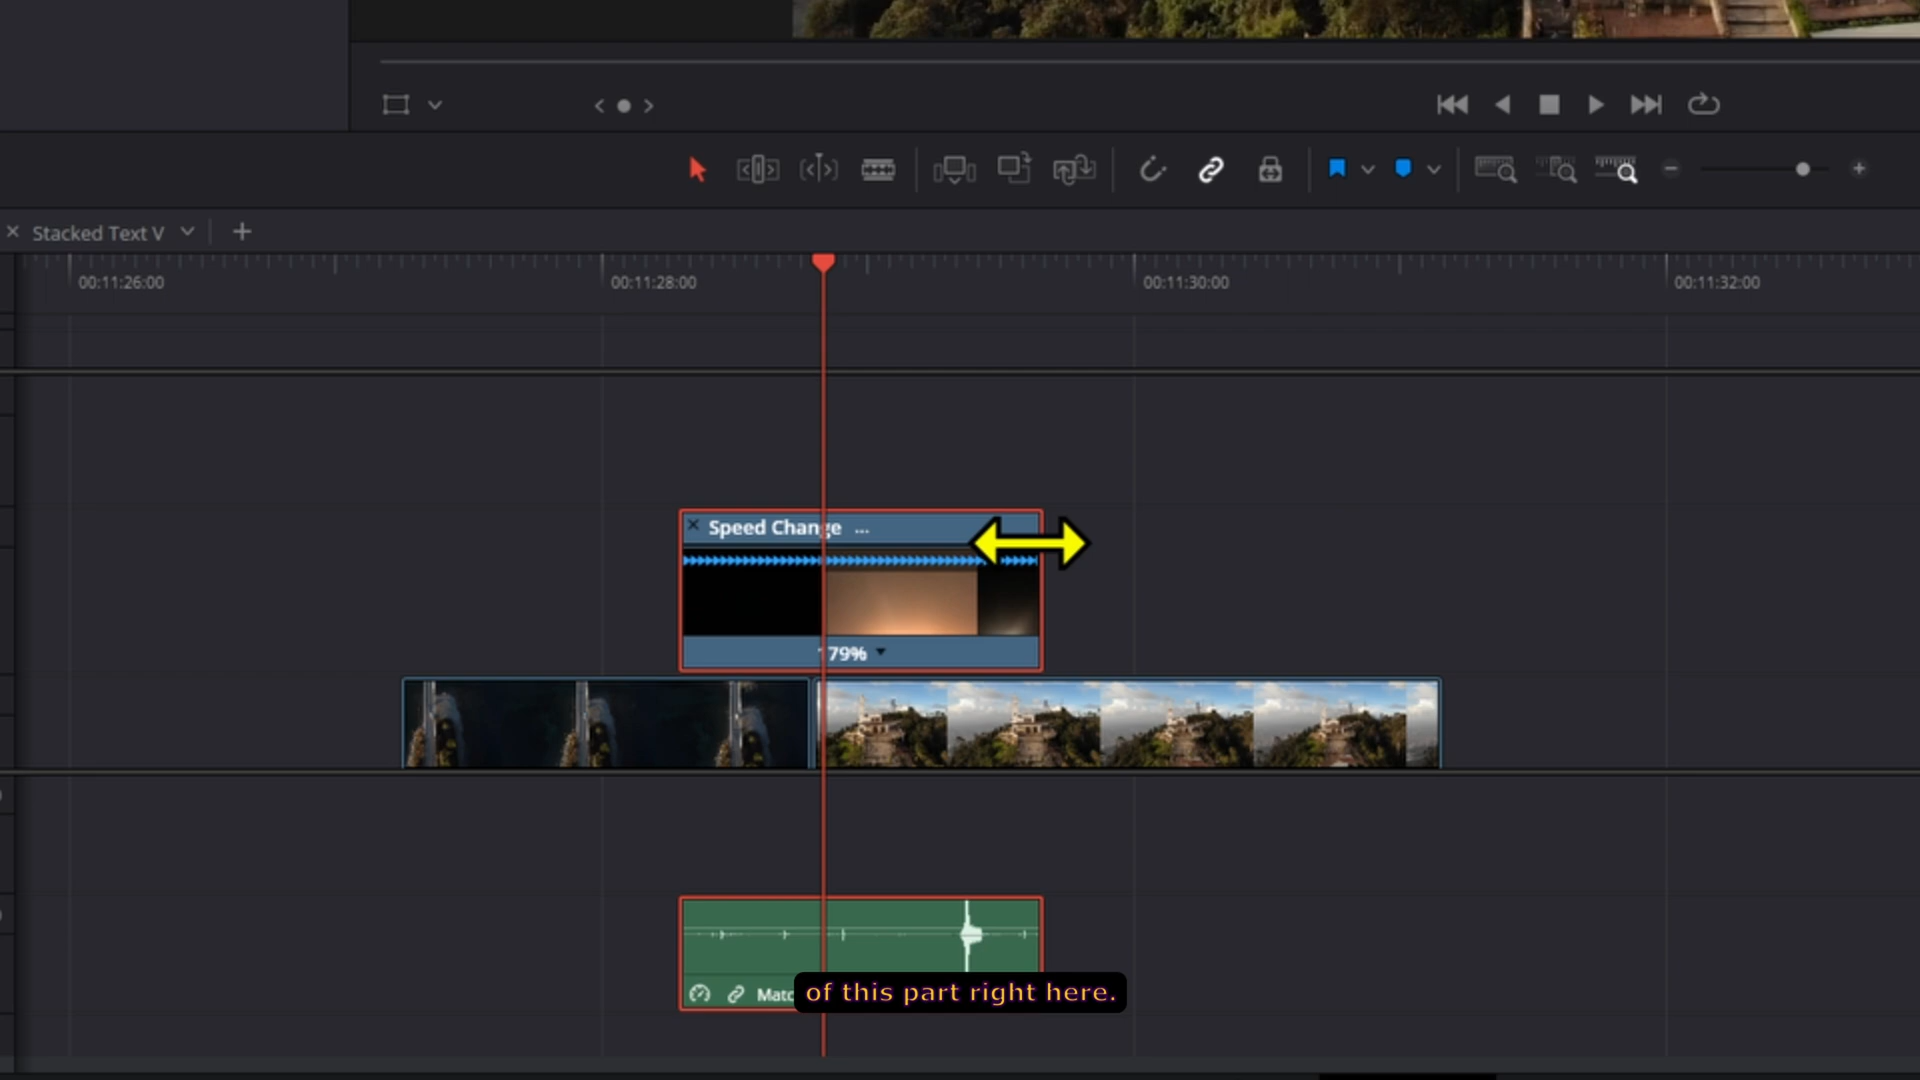 Stacked Text V
00:11:26:00
00:11:28:00
00:11:30:00
00:11:32:00
Speed Change ...
179%
Matc
of this part right here.